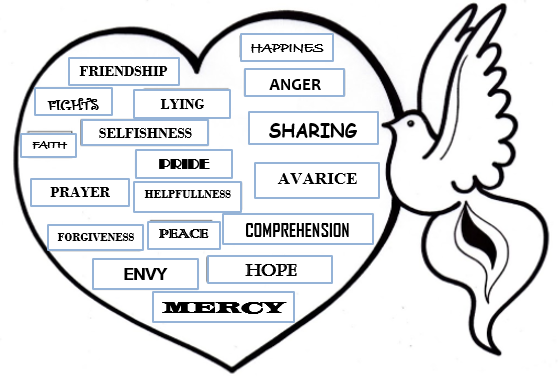 HAPPINES
FRIENDSHIP
ANGER
FIGHTS
LYING
SHARING
SELFISHNESS
FAITH
PRIDE
AVARICE
PRAYER
HELPFULLNESS
COMPREHENSION
FORGIVENESS
PEACE
ENVY
HOPE
MERCY